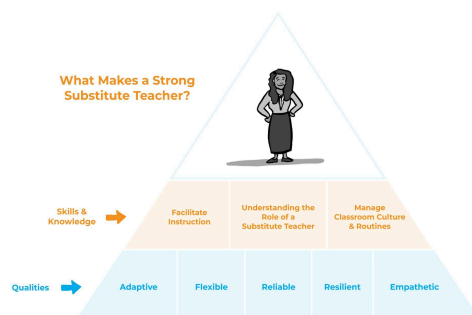 What Makes a Strong
Substitute Teacher?
Skills &
Knowledge
Facilitate
Instruction
Understanding the
Role of a
Substitute Teacher
Manage
Classroom Culture
& Routines
Qualities
Adaptive
Flexible
Reliable
Resilient
Empathetic